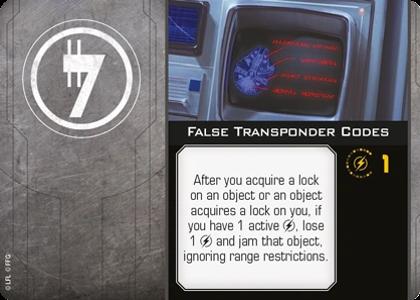 FALSE TRANSPONDER CODES
1
After you acquire a lock
on an object or an object
acquires a lock on you, if
you have 1 active , lose
1 and jam that object,
ignoring range restrictions.
©LFL ©FFG